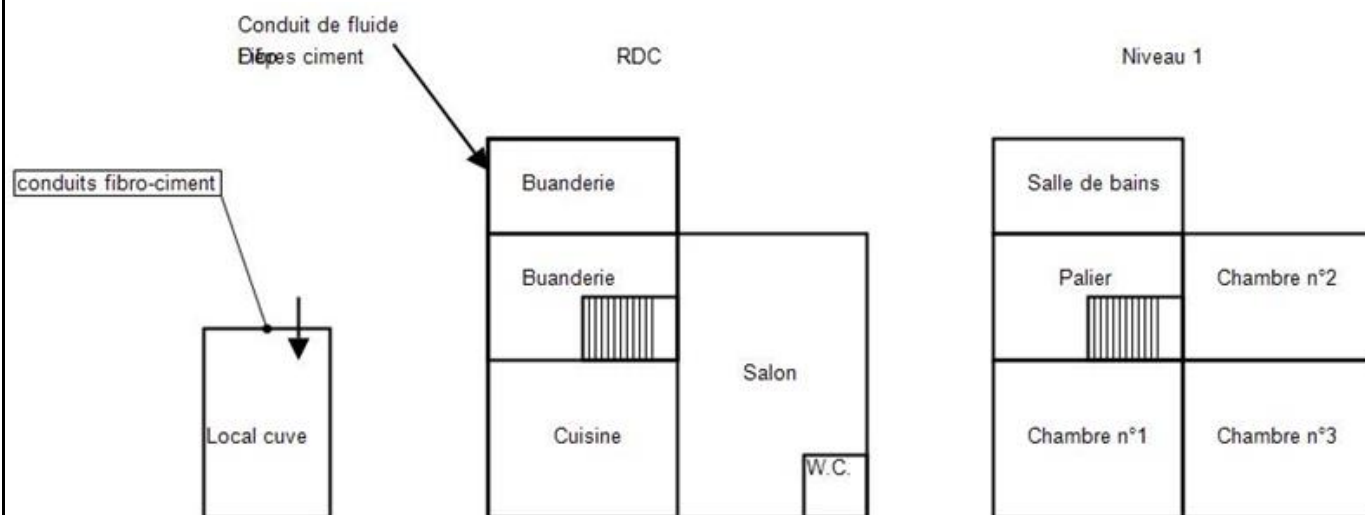 Conduit de fluide
ciment
RDC
Niveau 1
conduits fibro-ciment
Buanderie
Salle de bains
Buanderie
Palier
Chambre n°2
Salon
Local cuve
Cuisine
W.C.
Chambre n°1
Chambre n°3